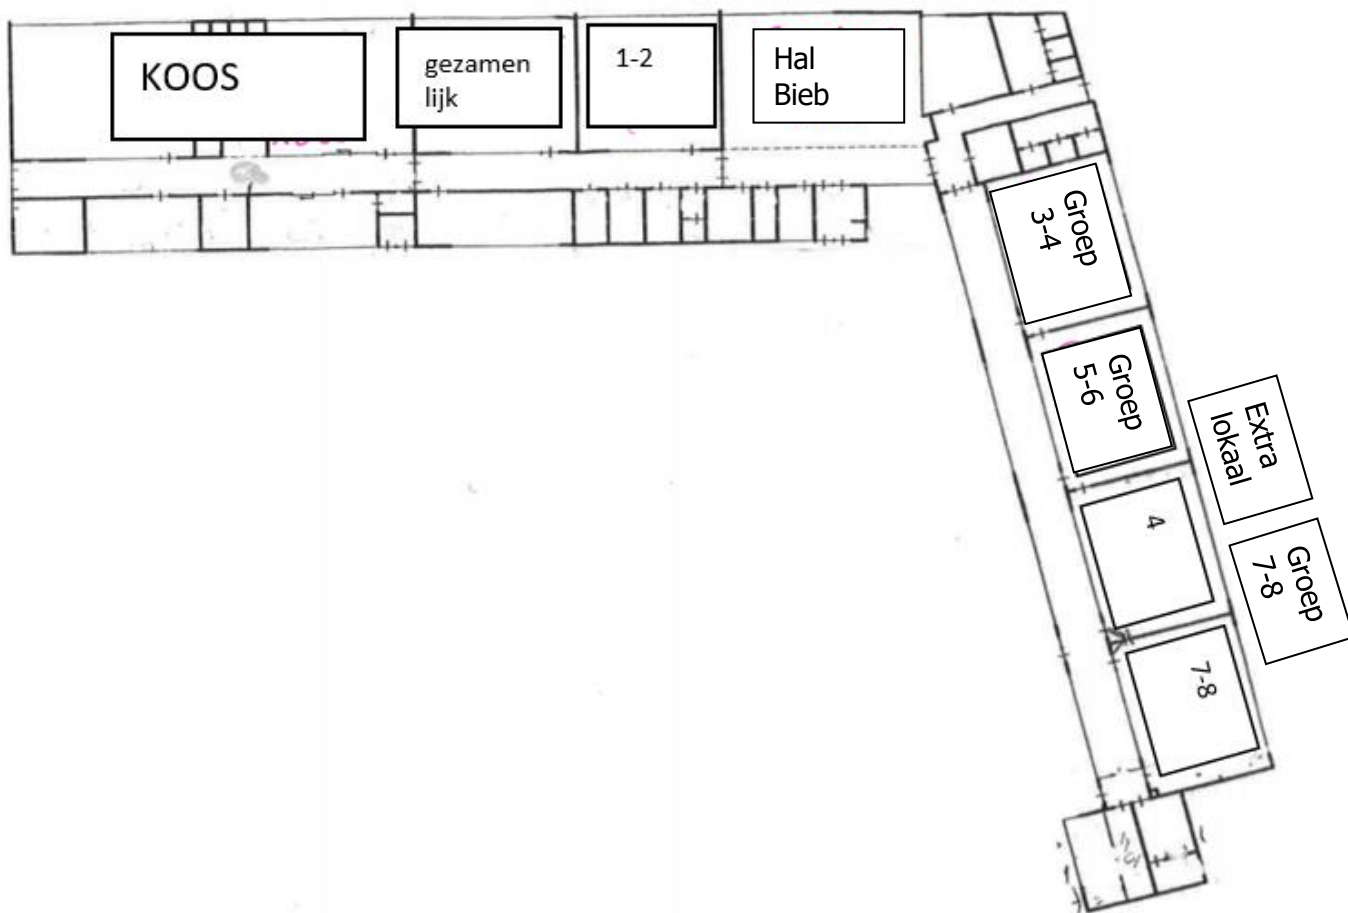 KOOS
gezamen
lijk
1-2
Hal
Bieb
Groep
3-4
Groep
5-6
Extra
lokaal
4
Groep
7-8
7-8